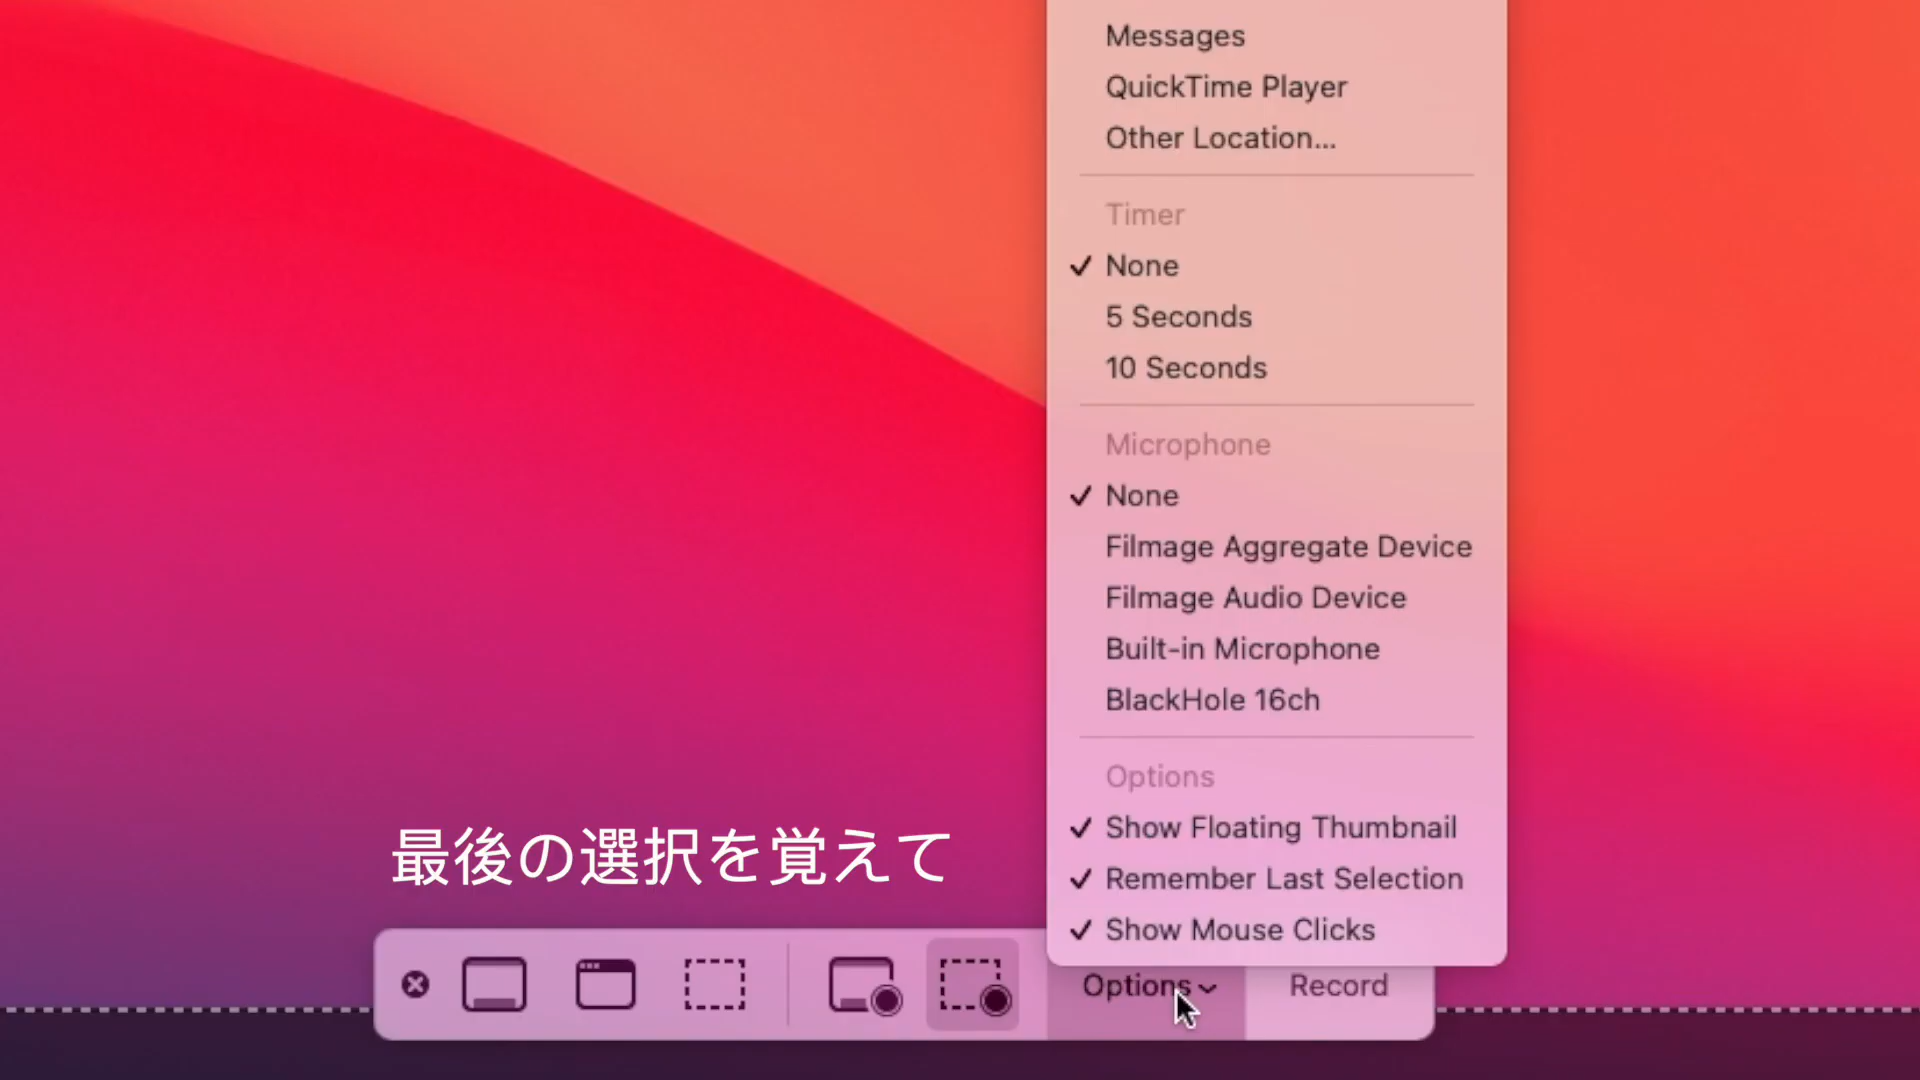 Messages
QuickTime Player
Other Location...
Timer
None
5 Seconds
10 Seconds
Microphone
None
Filmage Aggregate Device
Filmage Audio Device
Built-in Microphone
BlackHole 16ch
Options
Show Floating Thumbnail
Remember Last Selection
Show Mouse Clicks
最後の選択を覚えて
Options
Record